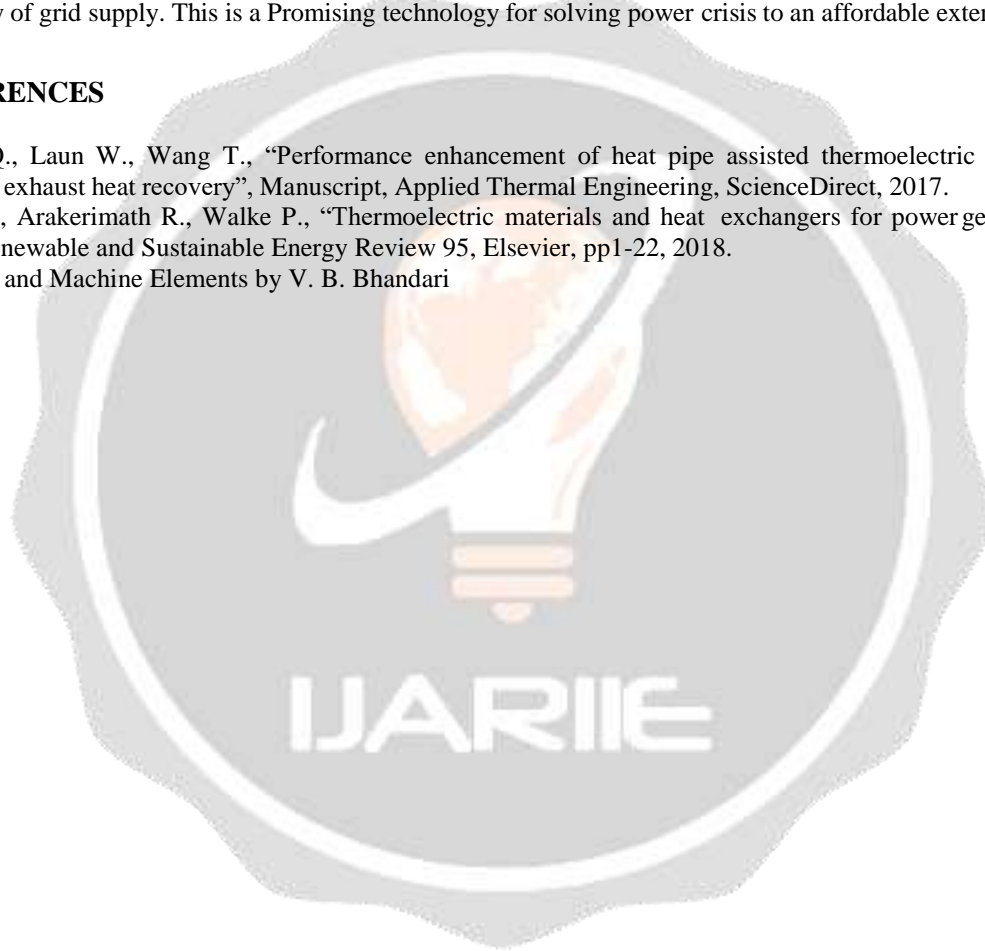 of grid supply. This is a Promising technology for solving power crisis to an affordable
RENCES
Laun W., Wang T., “Performance enhancement of heat pipe assisted thermoelectric
exhaust heat recovery”, Manuscript, Applied Thermal Engineering, ScienceDirect, 2017.
Arakerimath R., Walke P., “Thermoelectric materials and heat exchangers for power
newable and Sustainable Energy Review 95, Elsevier, pp1-22, 2018.
and Machine Elements by V. B. Bhandari
IJARIIE